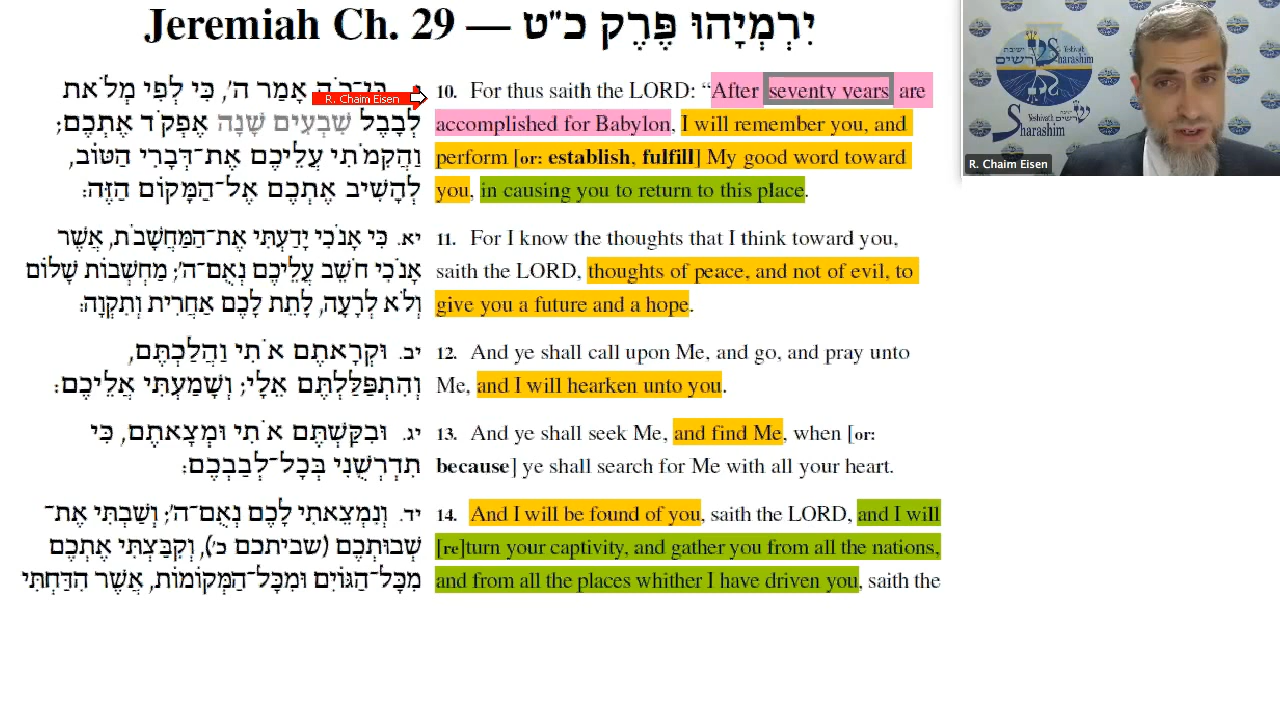 Jeremiah Ch. 29 — יִרְמְיָהוּ פֶּרֶק כ"ט
כִּי־כֹה אָמַר ה', כִּי לְפִי מְלֹאת
לְבָבֶל שִׁבְעִים שָׁנָה אֶפְקֹד אֶתְכֶם;
וַהֲקִמֹתִי עֲלֵיכֶם אֶת־דְּבָרִי הַטּוֹב,
לְהָשִׁיב אֶתְכֶם אֶל־הַמָּקוֹם הַזֶּה:
יא. כִּי אָנֹכִי יָדַעְתִּי אֶת־הַמַּחֲשָׁבֹת, אֲשֶׁר
אָנֹכִי חֹשֵׁב עֲלֵיכֶם נְאֻם־ה'; מַחְשְׁבוֹת שָׁלוֹם
וְלֹא לְרָעָה, לָתֵת לָכֶם אַחֲרִית וְתִקְוָה:
יב. וּקְרָאתֶם אֹתִי וַהֲלַכְתֶּם,
וְהִתְפַּלַּלְתֶּם אֵלָי; וְשָׁמַעְתִּי אֲלֵיכֶם:
יג. וּבִקַּשְׁתֶּם אֹתִי וּמְצָאתֶם, כִּי
תִדְרְשֻׁנִי בְּכָל־לְבַבְכֶם:
יד. וְנִמְצֵאתִי לָכֶם נְאֻם־ה'; וְשַׁבְתִּי אֶת־
שְׁבוּתְכֶם (שביתכם כ'), וְקִבַּצְתִּי אֶתְכֶם
מִכָּל־הַגּוֹיִם וּמִכָּל־הַמְּקוֹמוֹת, אֲשֶׁר הִדַּחְתִּי
R. Chaim Eisen
10. For thus saith the LORD: “After seventy years are
accomplished for Babylon, I will remember you, and
perform [or: establish, fulfill] My good word toward
you, in causing you to return to this place.
11. For I know the thoughts that I think toward you,
saith the LORD, thoughts of peace, and not of evil, to
give you a future and a hope.
12. And ye shall call upon Me, and go, and pray unto
Me, and I will hearken unto you.
13. And ye shall seek Me, and find Me, when [or:
because] ye shall search for Me with all your heart.
14. And I will be found of you, saith the LORD, and I will
[re]turn your captivity, and gather you from all the nations,
and from all the places whither I have driven you, saith the
ישיבת
שרשים
Yeshivath
Sharashim
Yeshivath שרשים
Sharashim
R. Chaim Eisen